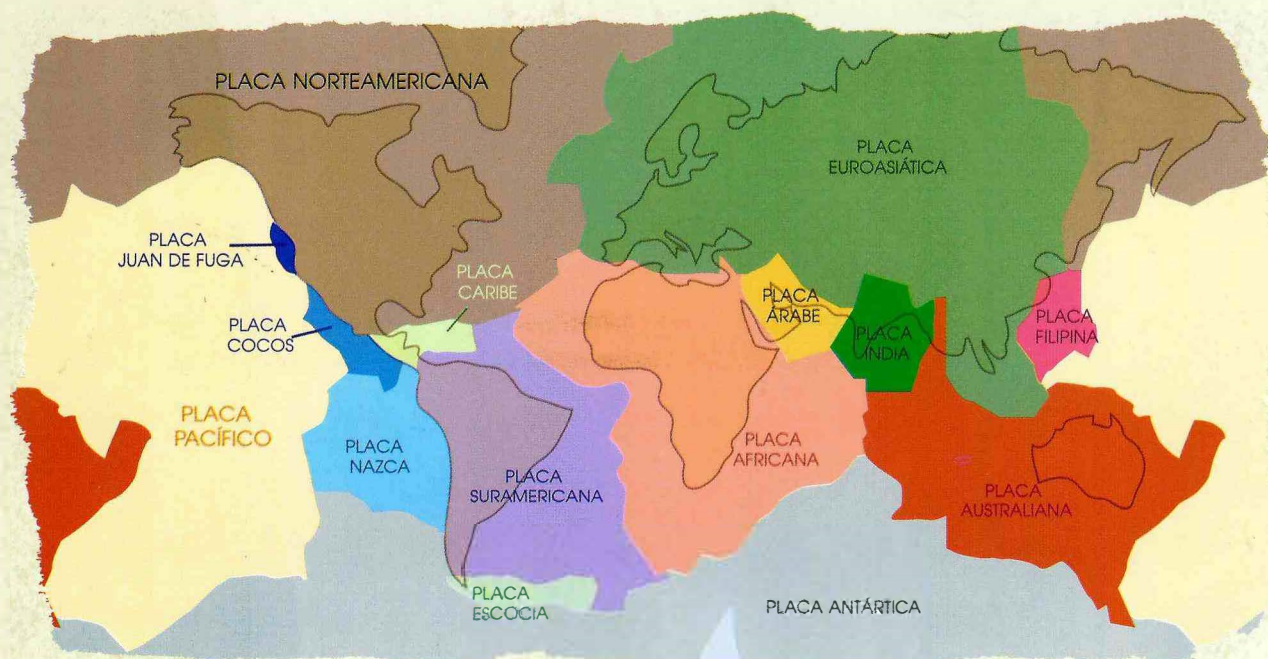 PLACA NORTEAMERICANA
PLACA
EUROASIÁTICA
PLACA
JUAN DE FUGA
PLACA
CARIBE
PLACA
COCOS
PLACA
ÁRABE
PLACA
ÍNDIA
PLACA
FILIPINA
PLACA
PACÍFICO
PLACA
NAZCA
PLACA
SURAMERICANA
PLACA
AFRICANA
PLACA
AUSTRALIANA
PLACA
ESCOCIA
PLACA ANTÁRTICA